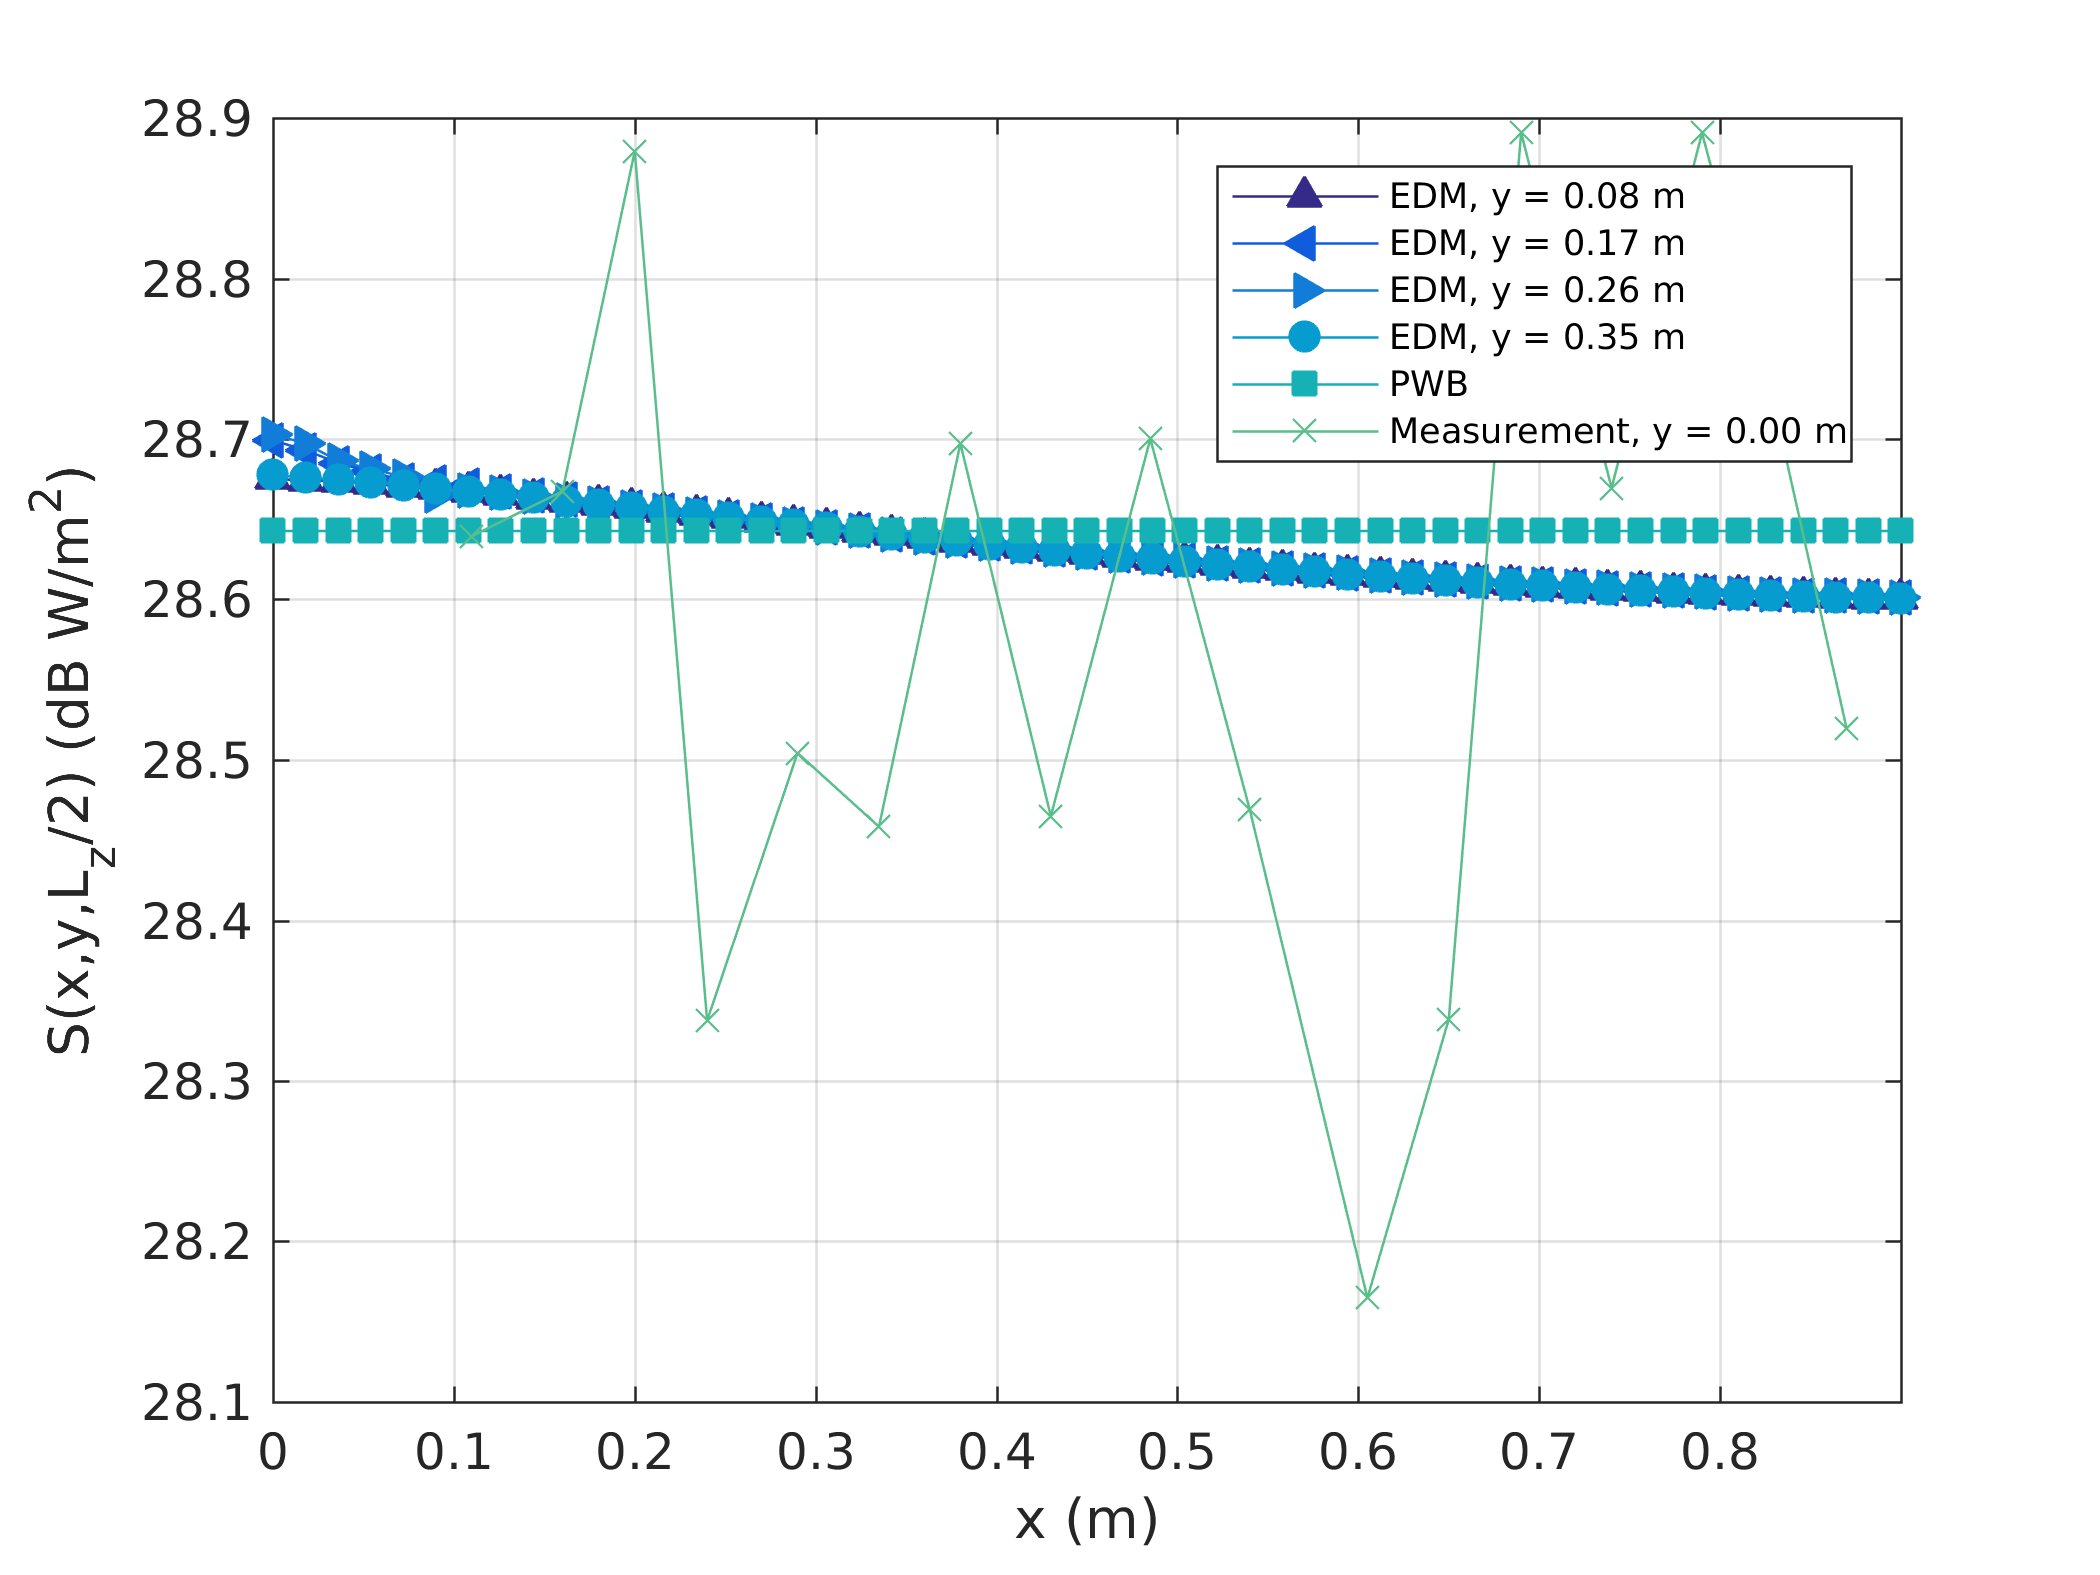 28.9
28.8
28.7
28.6
28.5
28.4
28.3
28.2
28.1
S(x,y,Lz/2) (dB W/m2)
EDM, y = 0.08 m
EDM, y = 0.17 m
EDM, y = 0.26 m
EDM, y = 0.35 m
PWB
Measurement, y = 0.00 m
0 0.1 0.2 0.3 0.4 0.5 0.6 0.7 0.8
x (m)